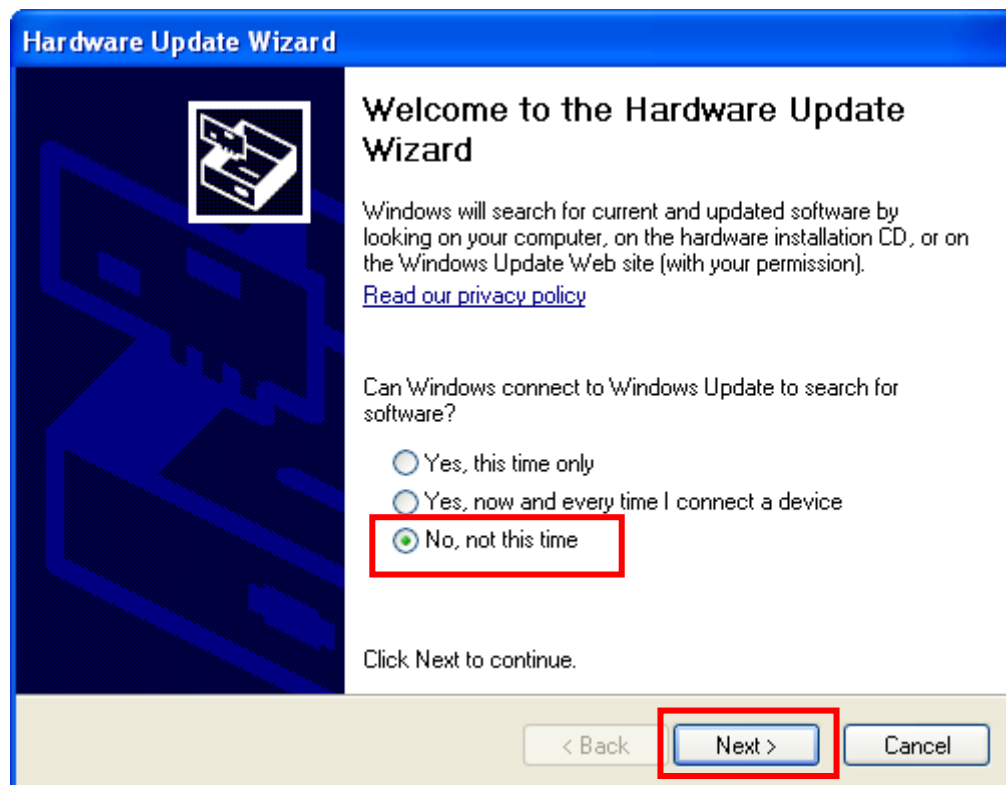 Hardware Update Wizard
Welcome to the Hardware Update
Wizard
Windows will search for current and updated software by
looking on your computer, on the hardware installation CD, or on
the Windows Update Web site (with your permission).
Read our privacy policy
Can Windows connect to Windows Update to search for
software?
Yes, this time only
Yes, now and every time I connect a device
No, not this time
Click Next to continue.
< Back Next > Cancel